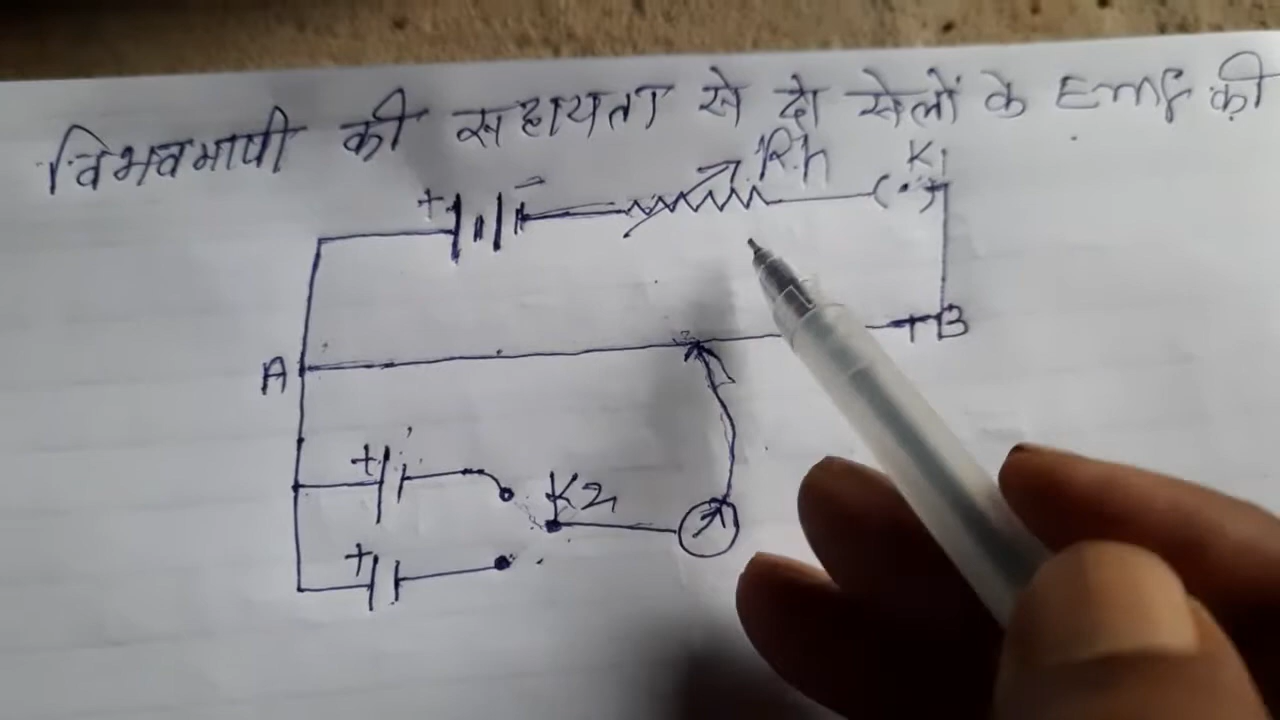 विभवमापी की सहायता से दो सेलों के Emf की
+ - Rh K1
A B
+ K2
+